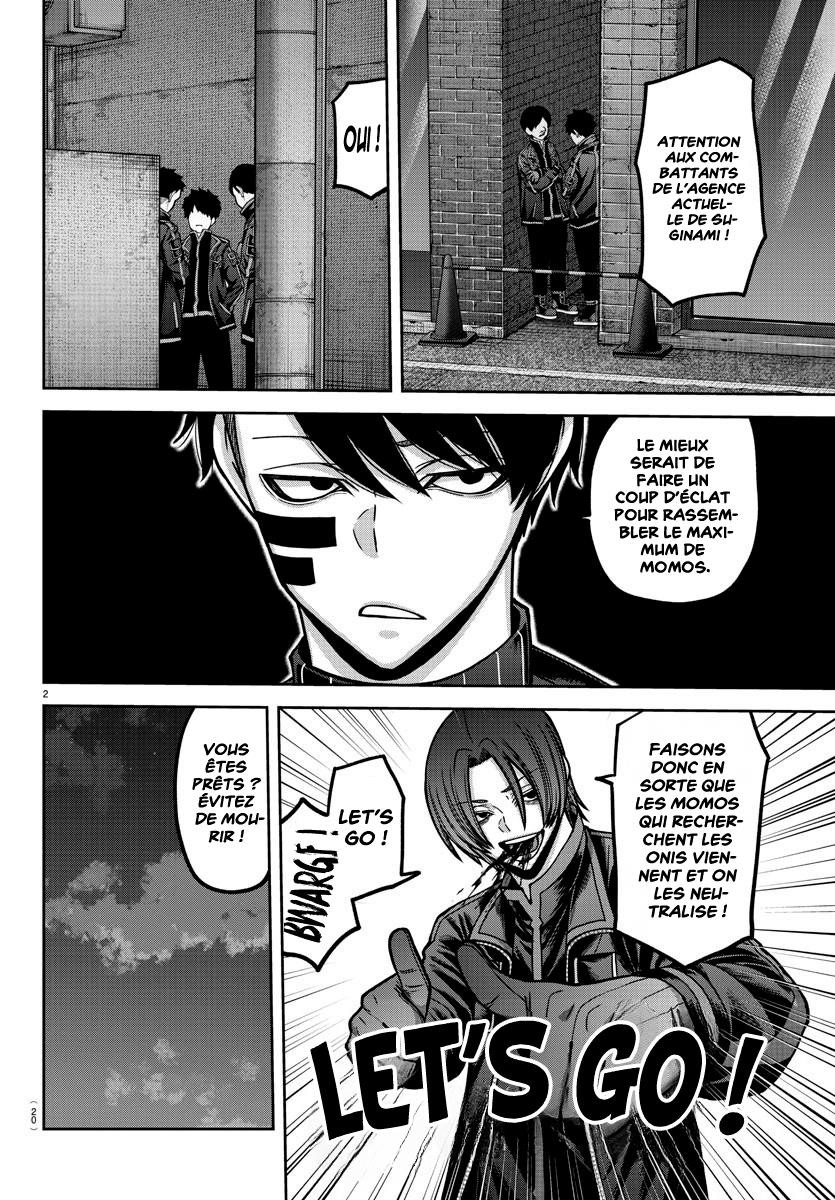 ATTENTION
AUX COM-
BATTANTS
DE L'AGENCE
ACTUEL-
LE DE SU-
GINAMI !
OUI !
LE MIEUX
SERAIT DE
FAIRE UN
COUP D'ÉCLAT
POUR RASSEM-
BLER LE MAXI-
MUM DE
MOMOS.
2
FAISONS
DONC EN
SORTE QUE
LES MOMOS
QUI RECHER-
CHENT LES
ONIS VIEN-
NENT ET ON
LES NEU-
TRALISE !
LET'S
GO !
BWARGF !
LET'S GO !
VOUS
ÊTES
PRÊTS ?
ÉVITEZ
DE MOU-
RIR !
(20)